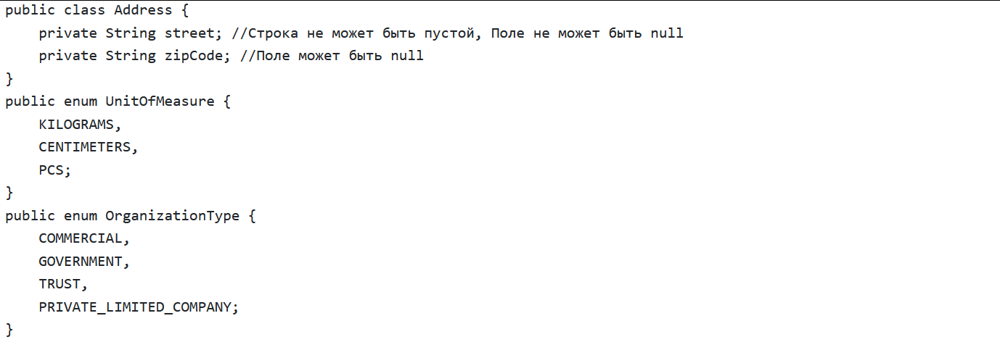 public class Address {
    private String street; //Строка не может быть пустой, Поле не может быть null
    private String zipCode; //Поле может быть null
}
public enum UnitOfMeasure {
    KILOGRAMS,
    CENTIMETERS,
    PCS;
}
public enum OrganizationType {
    COMMERCIAL,
    GOVERNMENT,
    TRUST,
    PRIVATE_LIMITED_COMPANY;
}